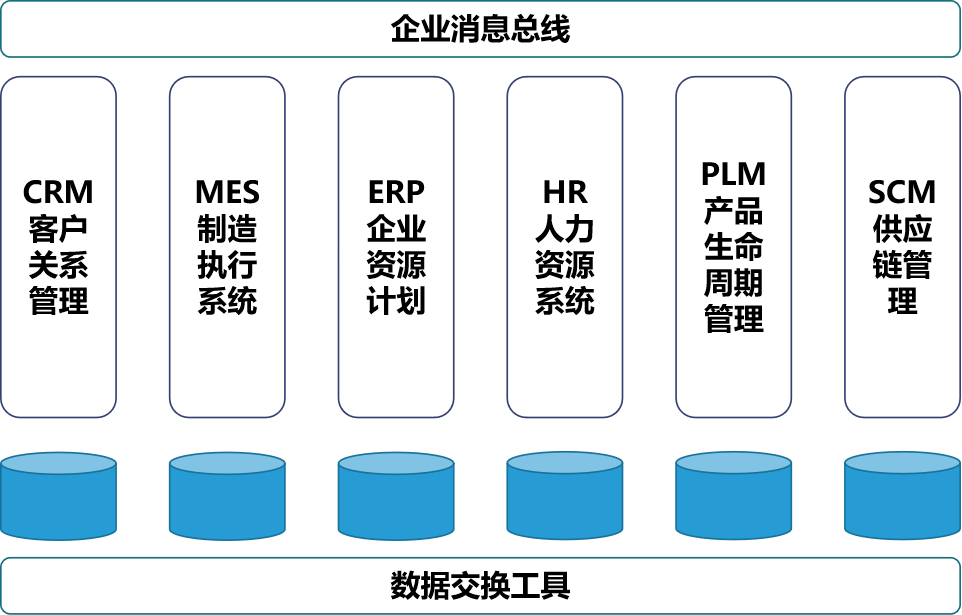 企业消息总线
CRM
客户
关系
管理
MES
制造
执行
系统
ERP
企业
资源
计划
HR
人力
资源
系统
PLM
产品
生命
周期
管理
SCM
供应
链管
理
数据交换工具